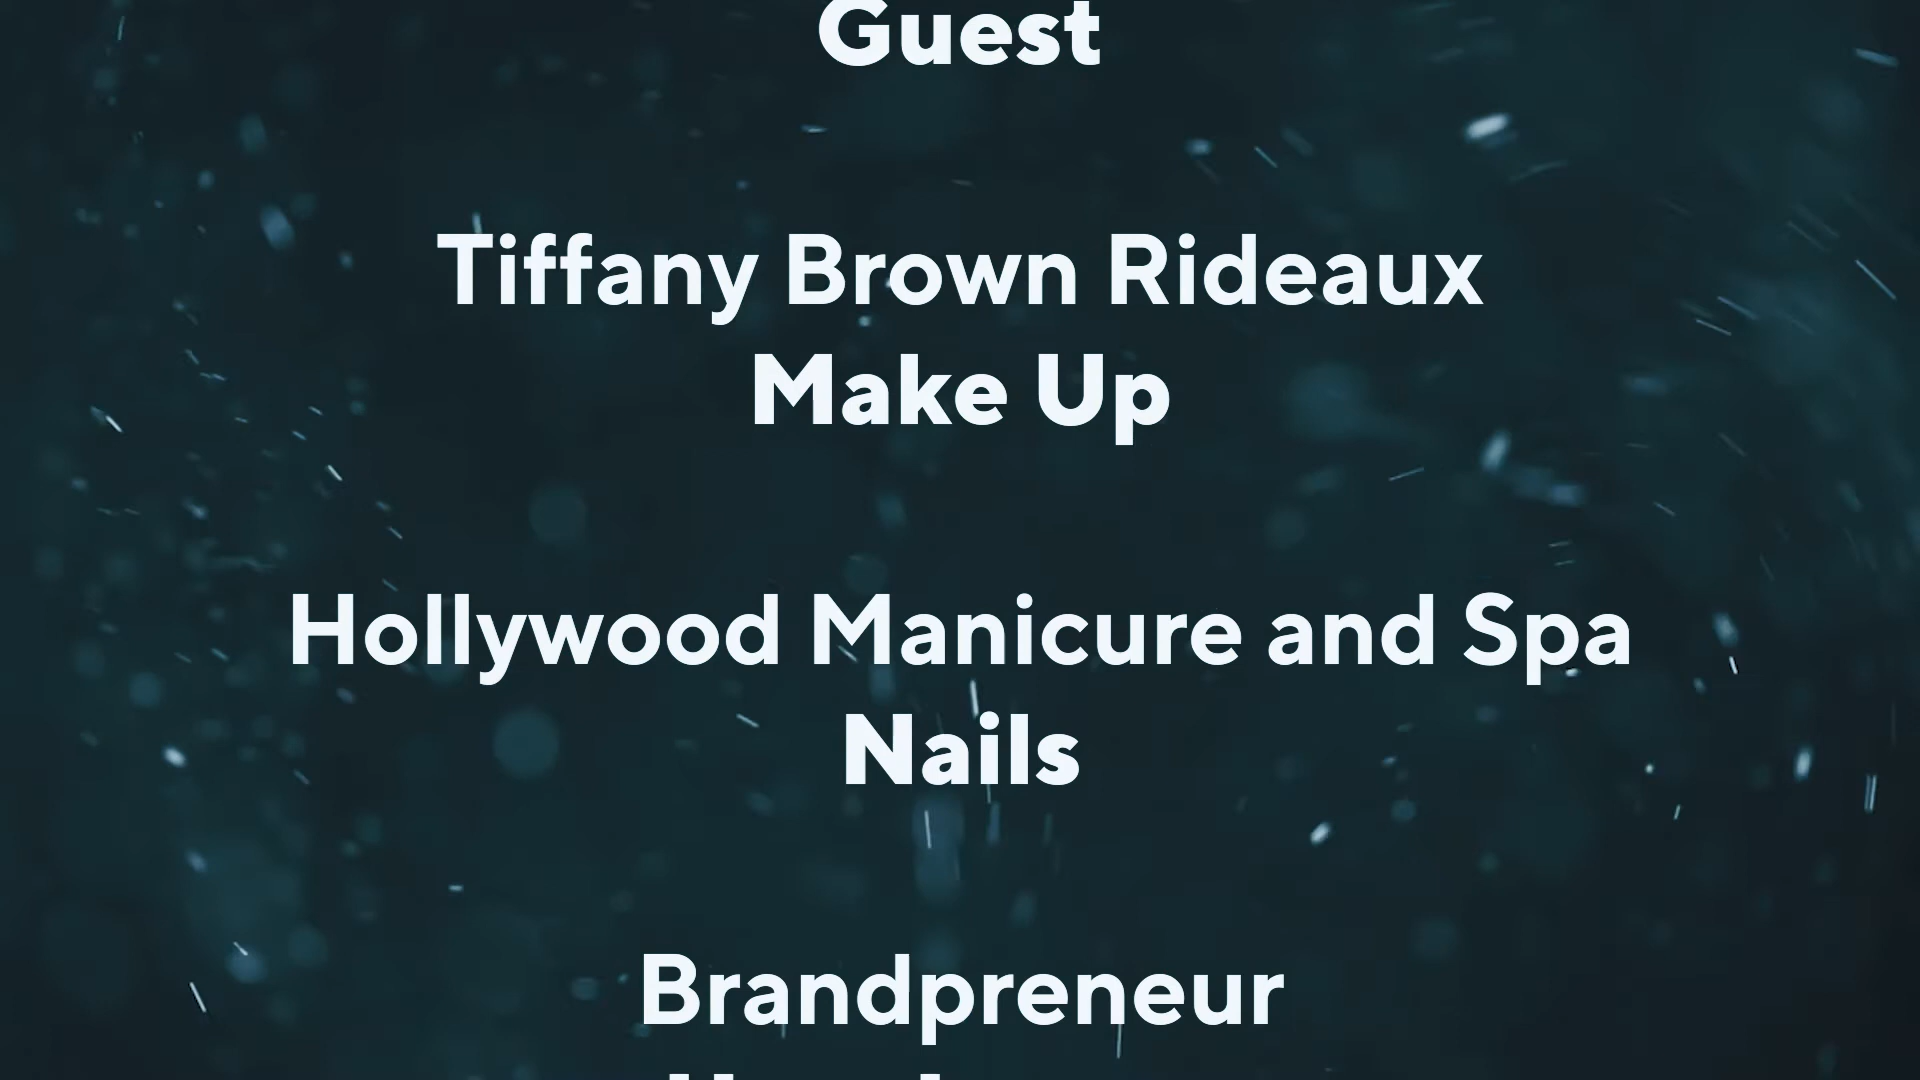 Guest
Tiffany Brown Rideaux
Make Up
Hollywood Manicure and Spa
Nails
Brandpreneur